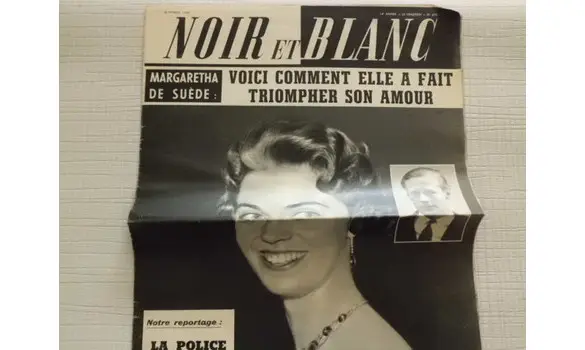 NOIR ET BLANC
MARGARETHA
DE SUÈDE :
VOICI COMMENT ELLE A FAIT
TRIOMPHER SON AMOUR
Notre reportage :
LA POLICE